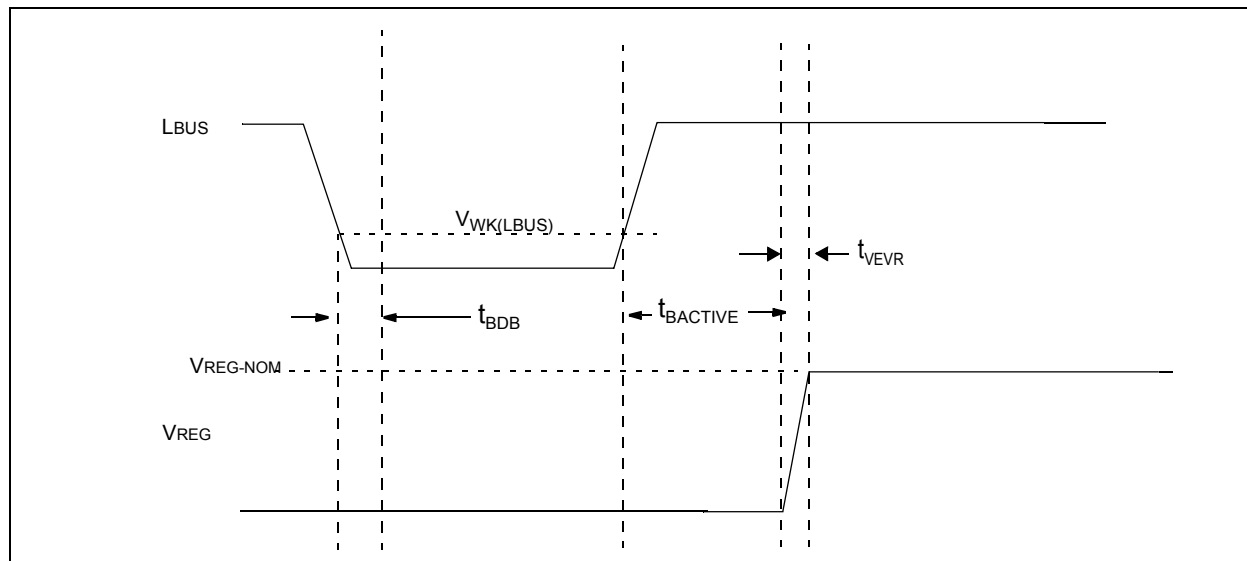 LBUS
VWK(LBUS)
tVEVR
tBDB
tBACTIVE
VREG-NOM
VREG